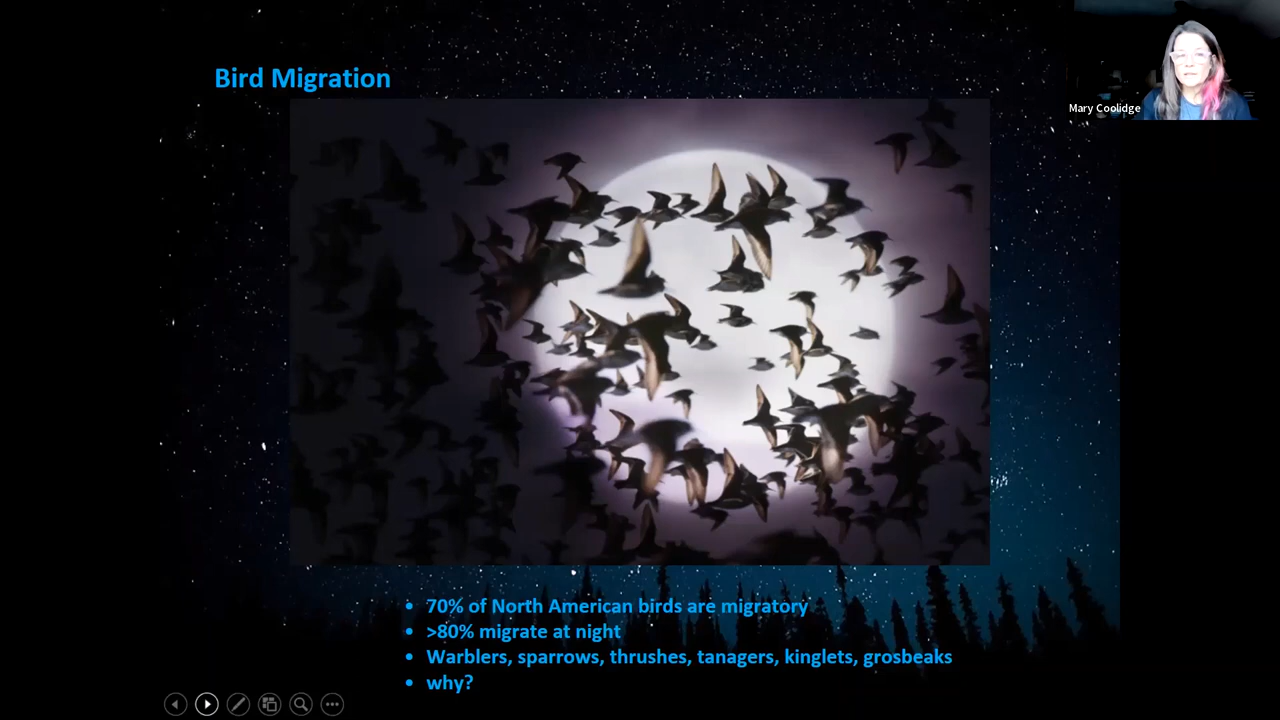 Bird Migration
Mary Coolidge
• 70% of North American birds are migratory
• >80% migrate at night
• Warblers, sparrows, thrushes, tanagers, kinglets, grosbeaks
• why?